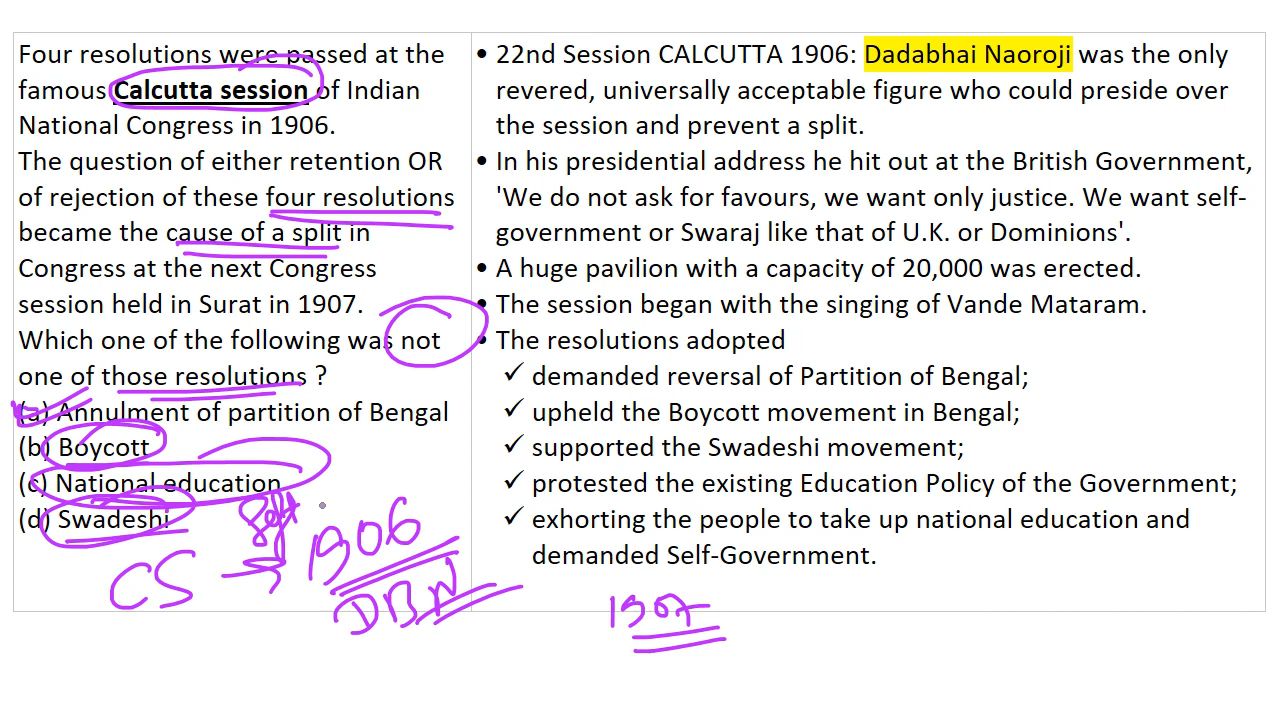 Four resolutions were passed at the
famous Calcutta session of Indian
National Congress in 1906.
The question of either retention OR
of rejection of these four resolutions
became the cause of a split in
Congress at the next Congress
session held in Surat in 1907.
Which one of the following was not
one of those resolutions ?
(a) Annulment of partition of Bengal
(b) Boycott
(c) National education
(d) Swadeshi
CS → 1906
DBN
• 22nd Session CALCUTTA 1906: Dadabhai Naoroji was the only
revered, universally acceptable figure who could preside over
the session and prevent a split.
• In his presidential address he hit out at the British Government,
'We do not ask for favours, we want only justice. We want self-
government or Swaraj like that of U.K. or Dominions'.
• A huge pavilion with a capacity of 20,000 was erected.
• The session began with the singing of Vande Mataram.
• The resolutions adopted
✓ demanded reversal of Partition of Bengal;
✓ upheld the Boycott movement in Bengal;
✓ supported the Swadeshi movement;
✓ protested the existing Education Policy of the Government;
✓ exhorting the people to take up national education and
demanded Self-Government.
1907